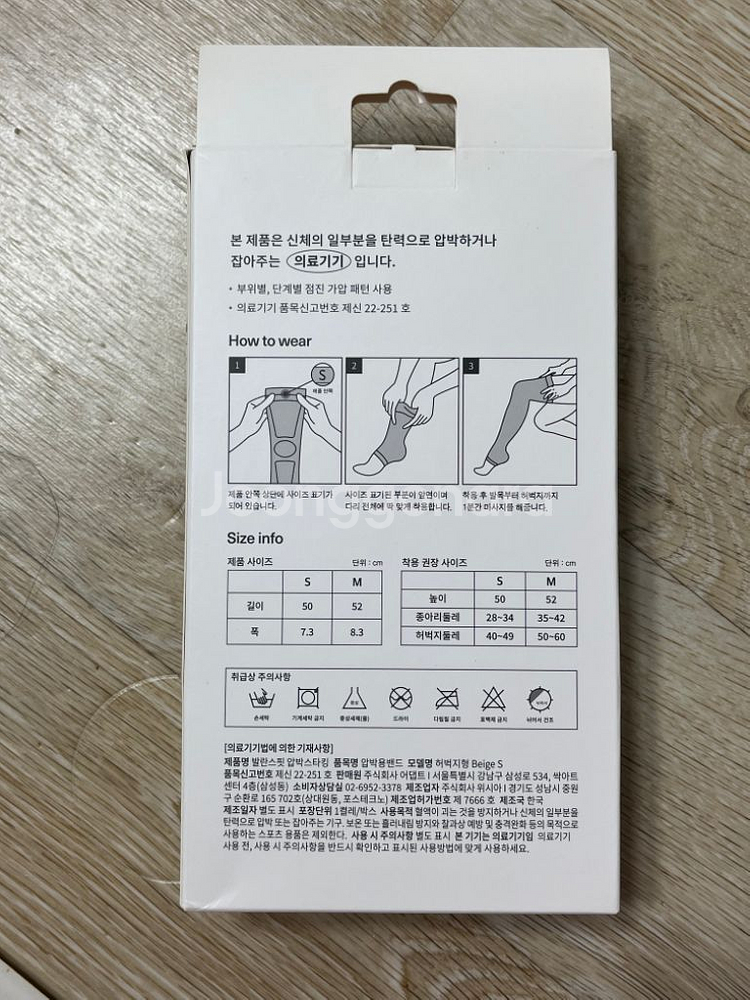 본 제품은 신체의 일부분을 탄력으로 압박하거나
잡아주는 의료기기 입니다.
• 부위별, 단계별 점진 가압 패턴 사용
• 의료기기 품목신고번호 제신 22-251 호
How to wear
1
S
제품 안쪽
2
3
제품 안쪽 상단에 사이즈 표기가
되어 있습니다.
사이즈 표기된 부분이 앞면이며
다리 전체에 딱 맞게 착용합니다.
착용 후 발목부터 허벅지까지
1분간 마사지를 해줍니다.
Size info
제품 사이즈 단위 : cm
S M
길이 50 52
폭 7.3 8.3
착용 권장 사이즈 단위 : cm
S M
높이 50 52
종아리둘레 28~34 35~42
허벅지둘레 40~49 50~60
취급상 주의사항
손세탁 기계세탁 금지 중성세제(울) 드라이 다림질 금지 표백제 금지 뉘어서 건조
[의료기기법에 의한 기재사항]
제품명 발란스핏 압박스타킹 품목명 압박용밴드 모델명 허벅지형 Beige S
품목신고번호 제신 22-251 호 판매원 주식회사 어댑트 I 서울특별시 강남구 삼성로 534, 싹아트
센터 4층(삼성동) 소비자상담실 02-6952-3378 제조업자 주식회사 위시아 I 경기도 성남시 중원
구 순환로 165 702호(상대원동, 포스테크노) 제조업허가번호 제 7666 호 제조국 한국
제조일자 별도 표시 포장단위 1켤레/박스 사용목적 혈액이 괴는 것을 방지하거나 신체의 일부분을
탄력으로 압박 또는 잡아주는 기구. 보온 또는 흘러내림 방지와 찰과상 예방 및 충격완화 등의 목적으로
사용하는 스포츠 용품은 제외한다. 사용 시 주의사항 별도 표시 본 기기는 의료기기임 의료기기
사용 전, 사용 시 주의사항을 반드시 확인하고 표시된 사용방법에 맞게 사용하세요.